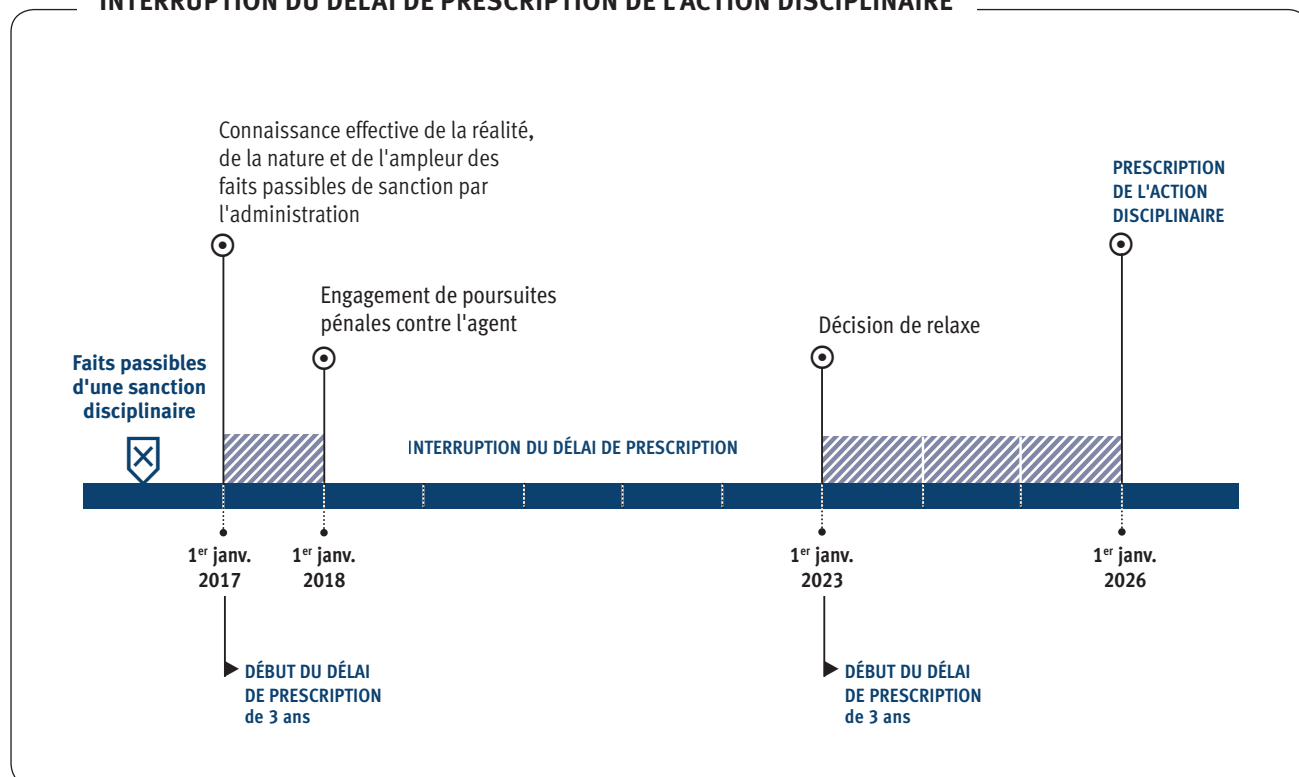 INTERRUPTION DU DÉLAI DE PRESCRIPTION DE L'ACTION DISCIPLINAIRE
Connaissance effective de la réalité,
de la nature et de l'ampleur des
faits passibles de sanction par
l'administration
PRESCRIPTION
DE L'ACTION
DISCIPLINAIRE
Engagement de poursuites
pénales contre l'agent
Décision de relaxe
Faits passibles
d'une sanction
disciplinaire
INTERRUPTION DU DÉLAI DE PRESCRIPTION
1er janv.
2017
1er janv.
2018
1er janv.
2023
1er janv.
2026
DÉBUT DU DÉLAI
DE PRESCRIPTION
de 3 ans
DÉBUT DU DÉLAI
DE PRESCRIPTION
de 3 ans